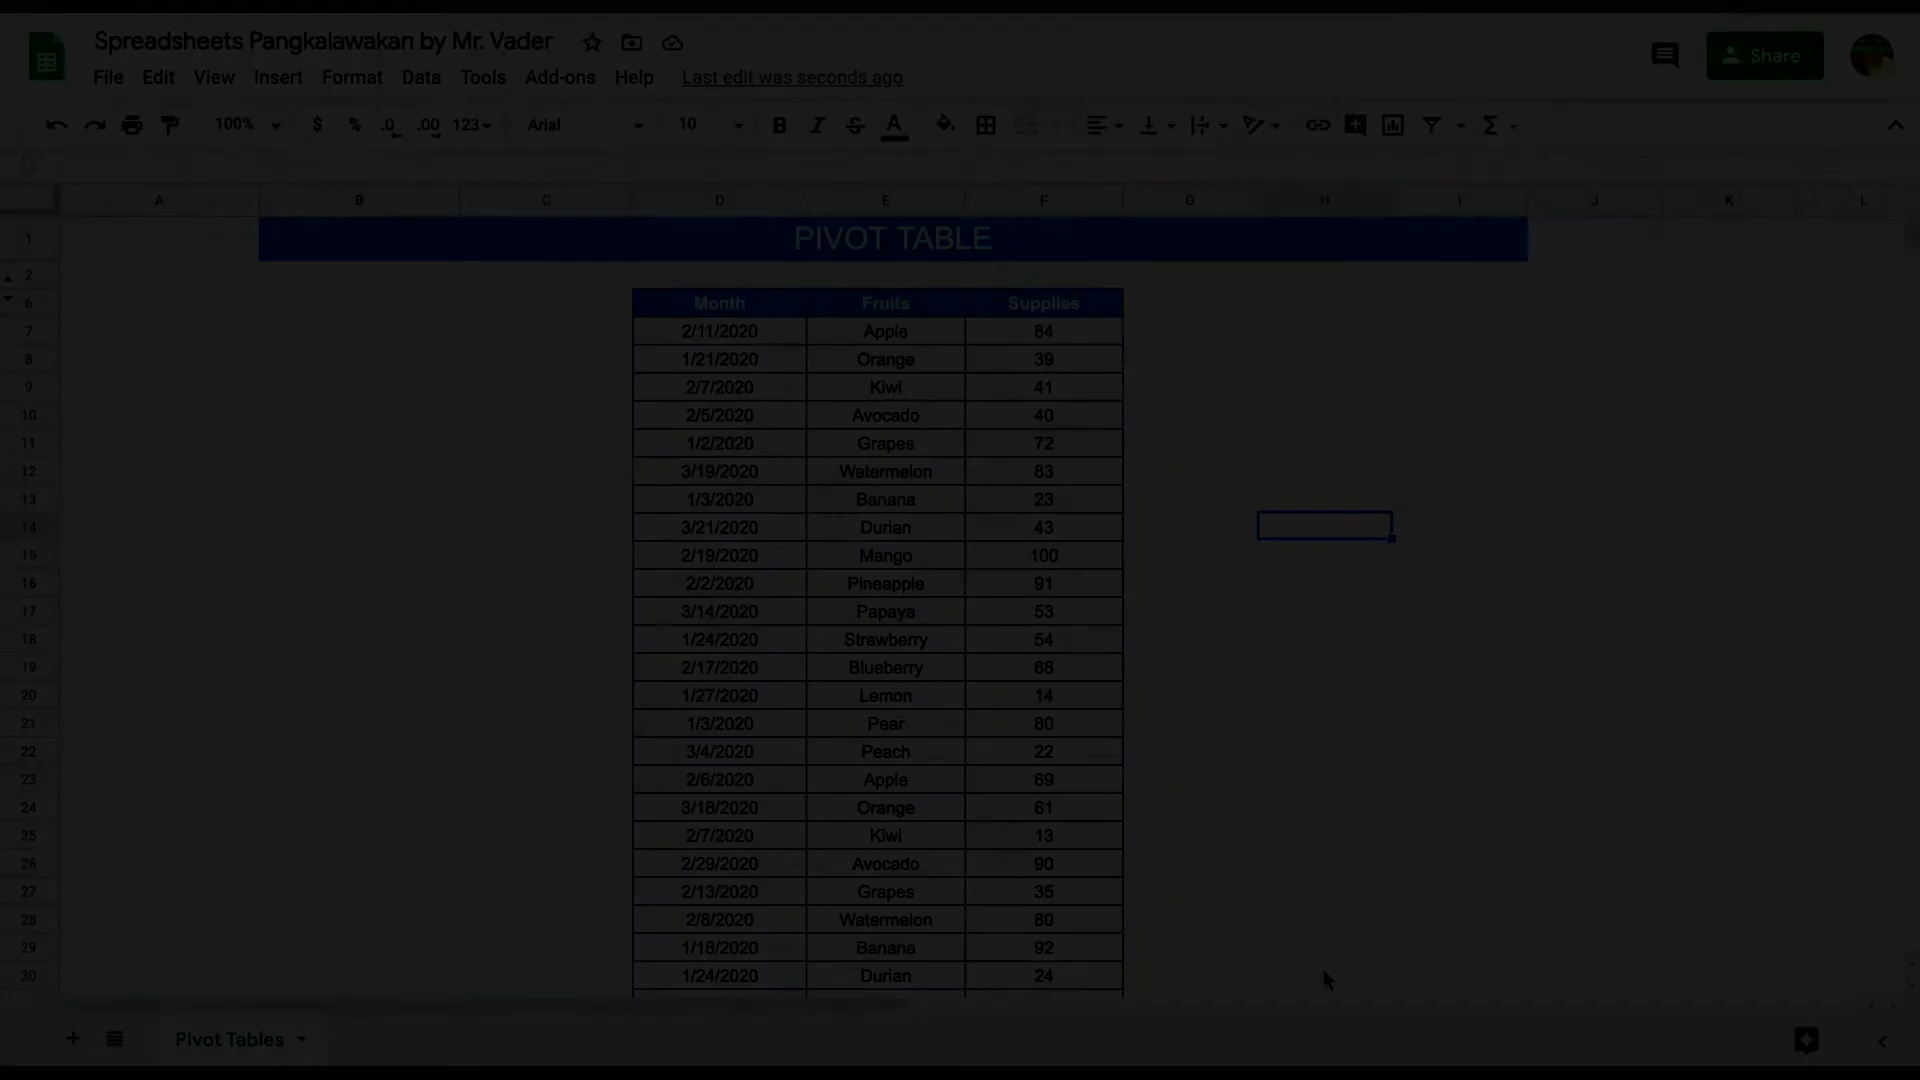 Spreadsheets Pangkalawakan by Mr. Vader
Share
File Edit View Insert Format Data Tools Add-ons Help Last edit was seconds ago
100% $ % .0 .00 123 Arial 10 B I S A
A B C D E F G H I J K L
1 PIVOT TABLE
2
6 Month Fruits Supplies
7 2/11/2020 Apple 84
8 1/21/2020 Orange 39
9 2/7/2020 Kiwi 41
10 2/5/2020 Avocado 40
11 1/2/2020 Grapes 72
12 3/19/2020 Watermelon 83
13 1/3/2020 Banana 23
14 3/21/2020 Durian 43
15 2/19/2020 Mango 100
16 2/2/2020 Pineapple 91
17 3/14/2020 Papaya 53
18 1/24/2020 Strawberry 54
19 2/17/2020 Blueberry 68
20 1/27/2020 Lemon 14
21 1/3/2020 Pear 80
22 3/4/2020 Peach 22
23 2/6/2020 Apple 69
24 3/18/2020 Orange 61
25 2/7/2020 Kiwi 13
26 2/29/2020 Avocado 90
27 2/13/2020 Grapes 35
28 2/8/2020 Watermelon 80
29 1/18/2020 Banana 92
30 1/24/2020 Durian 24
Pivot Tables